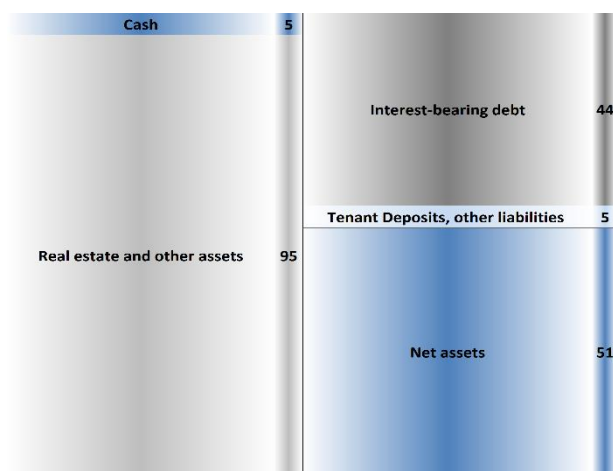 Cash 5
Real estate and other assets 95
Interest-bearing debt 44
Tenant Deposits, other liabilities 5
Net assets 51